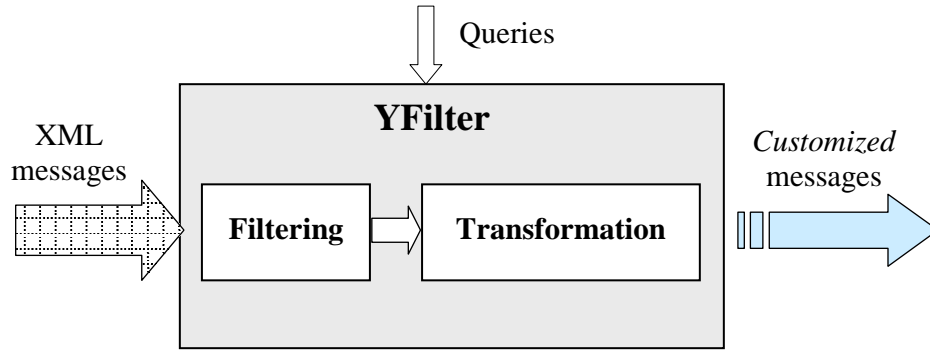 Queries
YFilter
XML
messages
Filtering
Transformation
Customized
messages